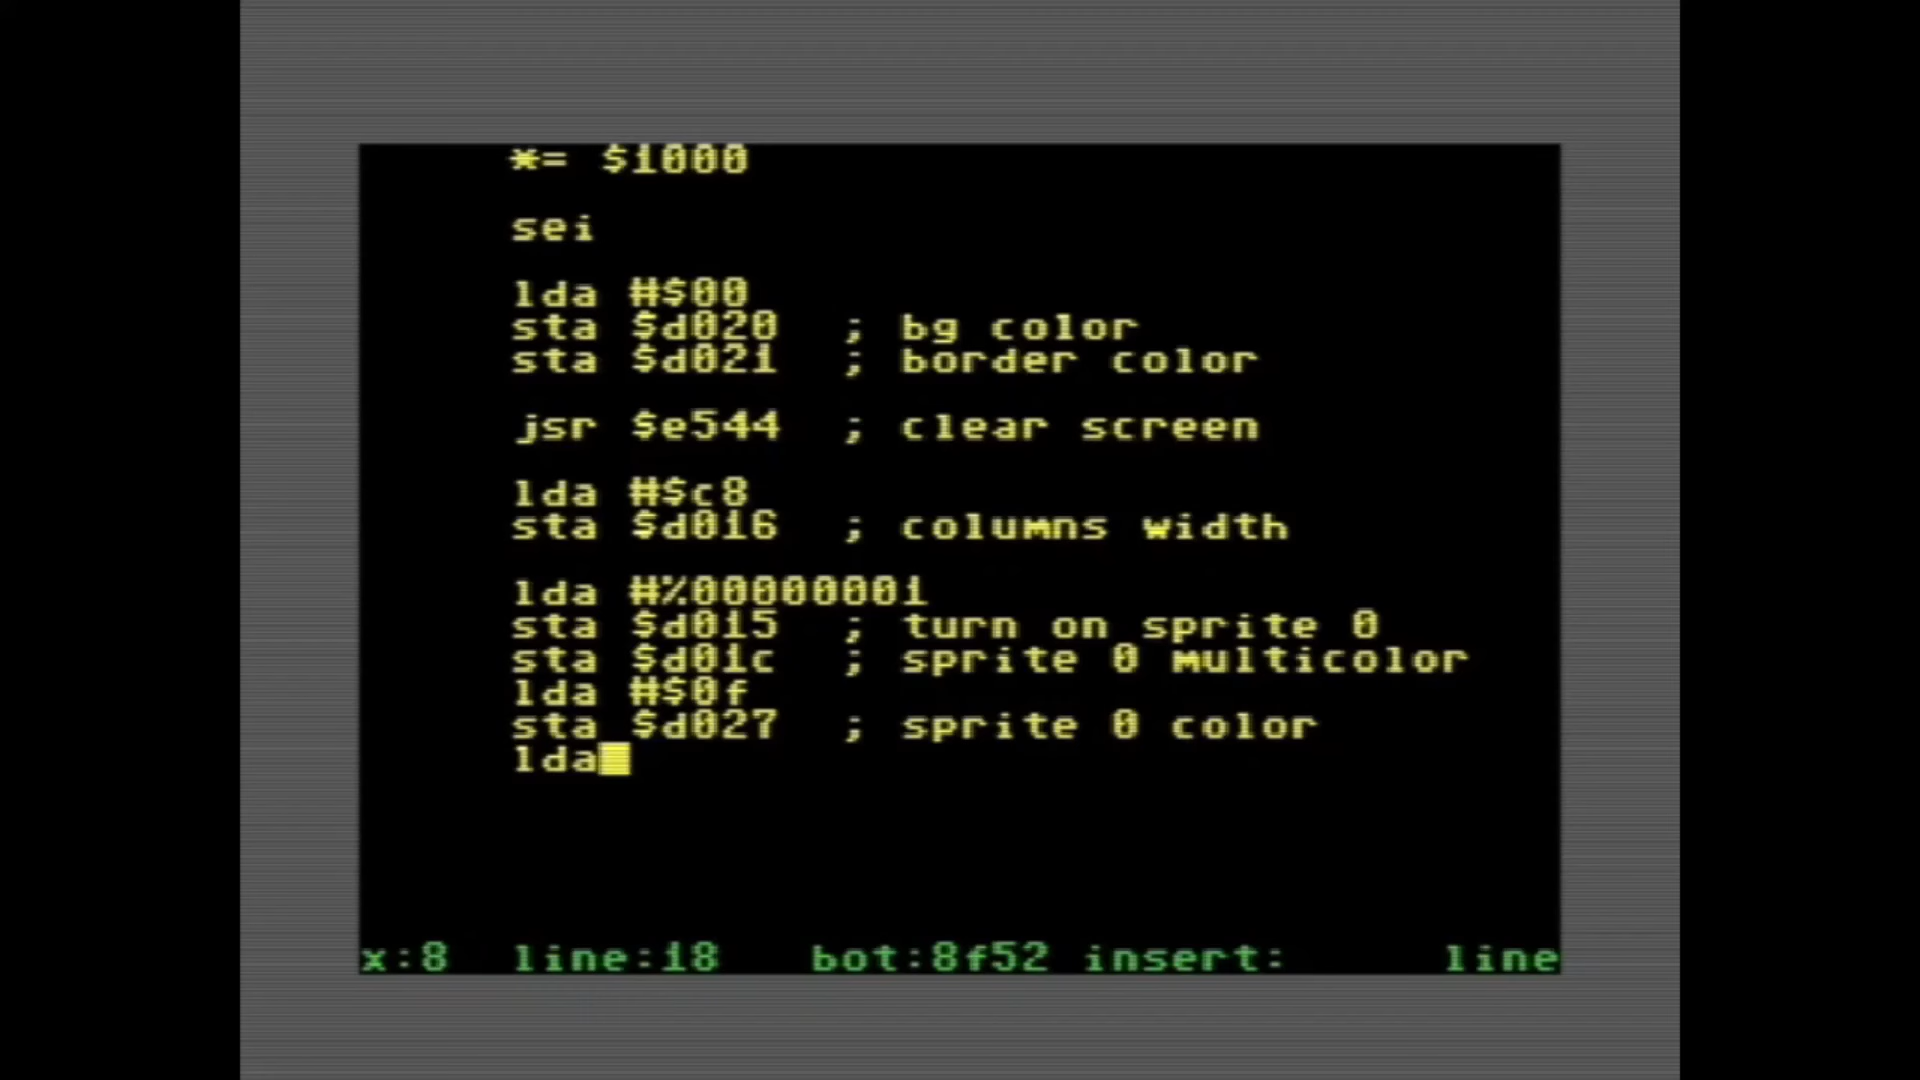 *= $1000
sei
lda #$00
sta $d020 ; bg color
sta $d021 ; border color
jsr $e544 ; clear screen
lda #$c8
sta $d016 ; columns width
lda #%00000001
sta $d015 ; turn on sprite 0
sta $d01c ; sprite 0 multicolor
lda #$0f
sta $d027 ; sprite 0 color
lda
x:8 line:18 bot:8f52 insert: line